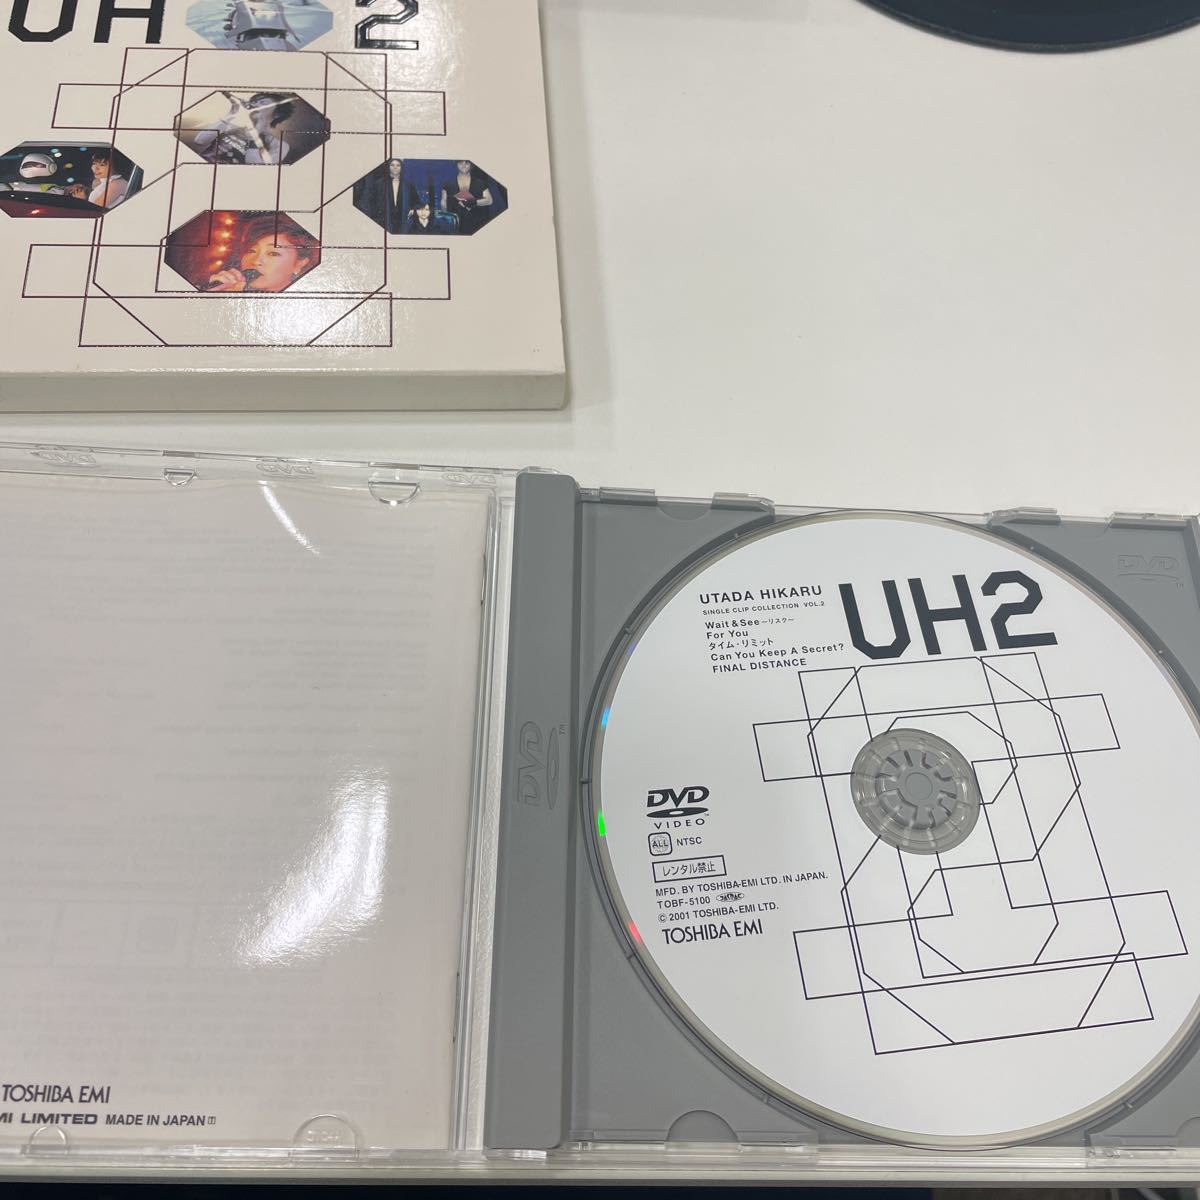 UH 2
UTADA HIKARU
SINGLE CLIP COLLECTION VOL.2
UH2
Wait & See ～リスク～
For You
タイム・リミット
Can You Keep A Secret?
FINAL DISTANCE
DVD
VIDEO
ALL NTSC
レンタル禁止
MFD. BY TOSHIBA-EMI LTD. IN JAPAN.
TOBF-5100
© 2001 TOSHIBA-EMI LTD.
TOSHIBA EMI
DVD
DVD
TOSHIBA EMI
MI LIMITED MADE IN JAPAN